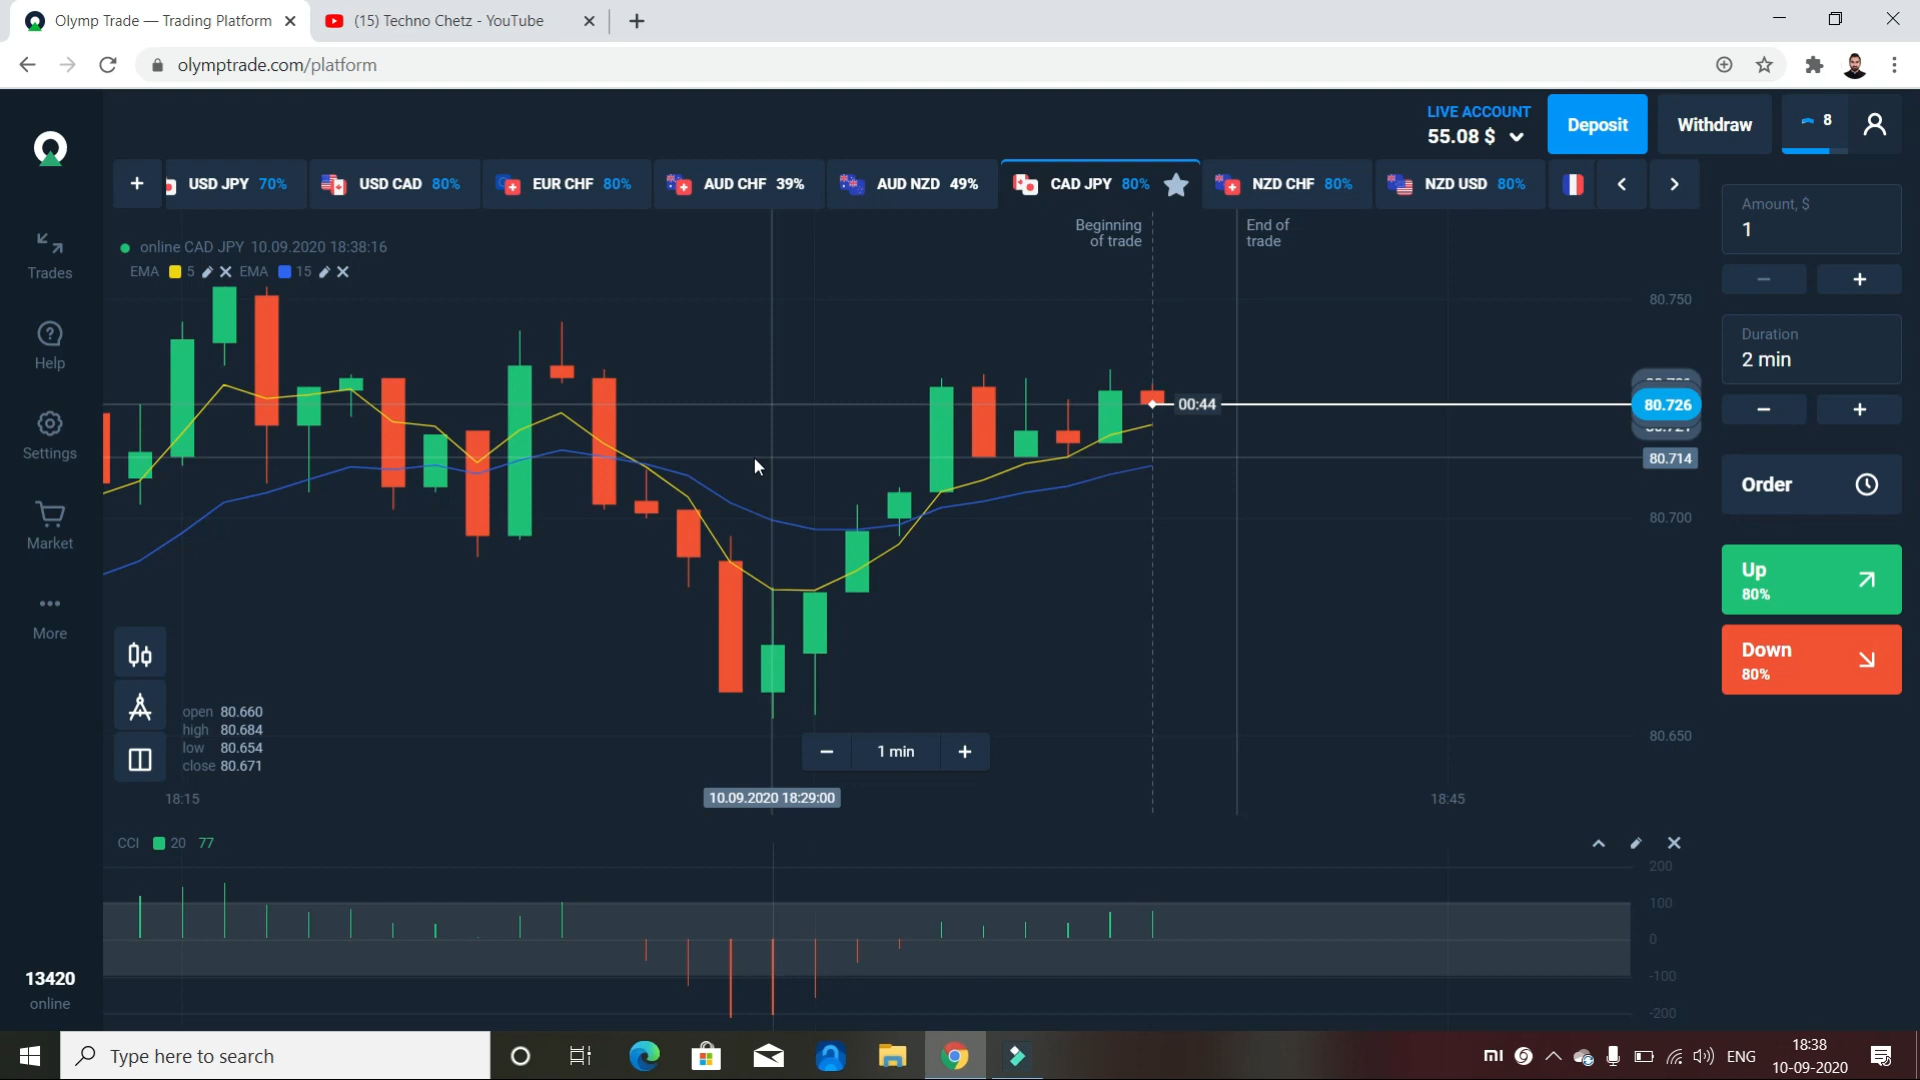 Olymp Trade — Trading Platform
(15) Techno Chetz - YouTube
olymptrade.com/platform
LIVE ACCOUNT
55.08 $
Deposit
Withdraw
8
USD JPY 70%
USD CAD 80%
EUR CHF 80%
AUD CHF 39%
AUD NZD 49%
CAD JPY 80%
NZD CHF 80%
NZD USD 80%
Beginning
of trade
End of
trade
online CAD JPY 10.09.2020 18:38:16
EMA 5 EMA 15
Trades
Help
Settings
Market
More
Amount, $
1
Duration
2 min
Order
Up
80%
Down
80%
80.750
00:44
80.726
80.714
80.700
80.650
open 80.660
high 80.684
low 80.654
close 80.671
1 min
18:15
10.09.2020 18:29:00
18:45
CCI 20 77
200
100
0
-100
-200
13420
online
Type here to search
ENG
18:38
10-09-2020